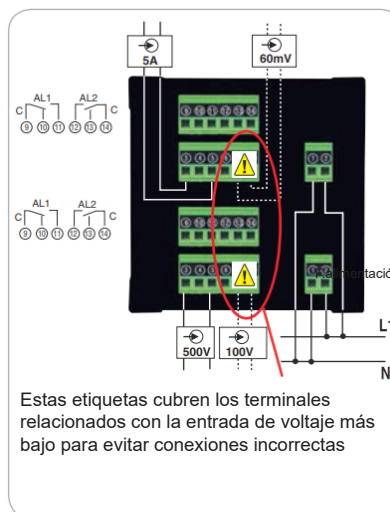 5A
60mV
AL1
AL2
C
C
9 10 11 12 13 14
AL1
AL2
C
C
9 10 11 12 13 14
alimentació
L1
N
500V
100V
Estas etiquetas cubren los terminales
relacionados con la entrada de voltaje más
bajo para evitar conexiones incorrectas